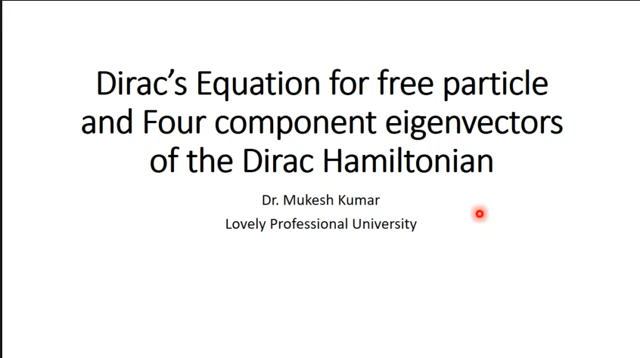 Dirac’s Equation for free particle
and Four component eigenvectors
of the Dirac Hamiltonian
Dr. Mukesh Kumar
Lovely Professional University